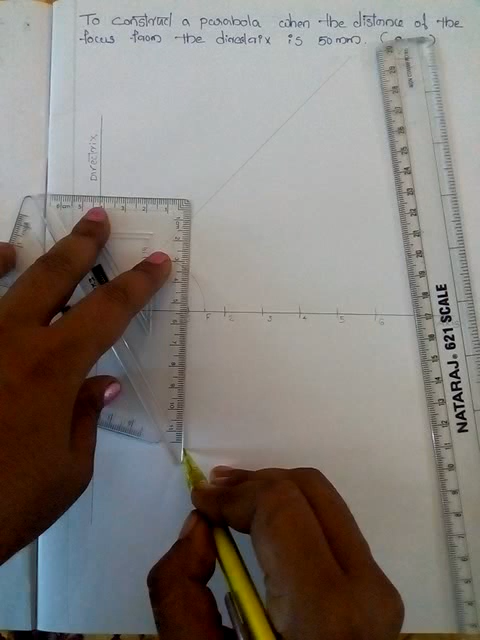 To construct a parabola when the distance of the
focus from the directrix is 50mm.
Directrix
F 2 3 4 5 6
NATARAJ 621 SCALE